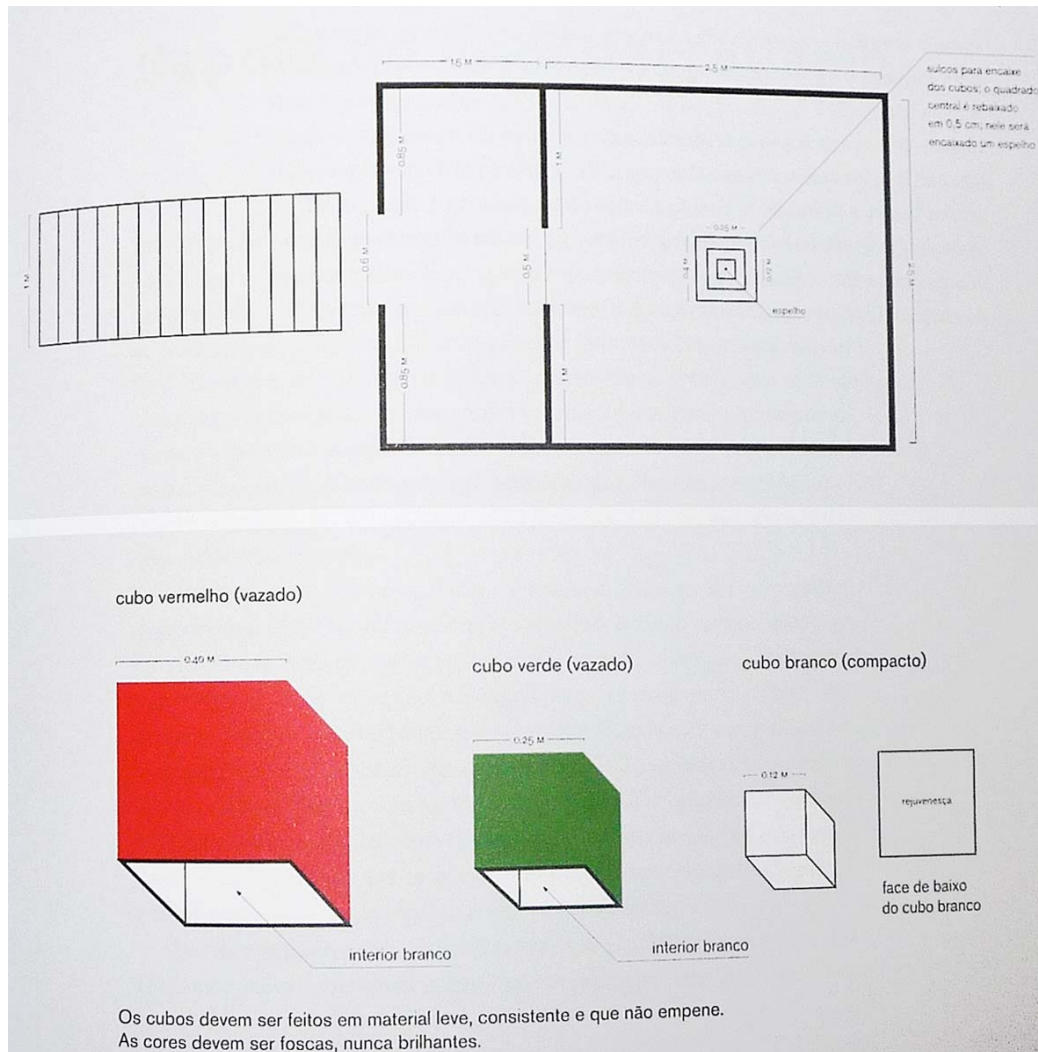 1.5 M
2.5 M
sulcos para encaixe
dos cubos; o quadrado
central é rebaixado
em 0,5 cm; nele será
encaixado um espelho
0.85 M
1 M
1 M
0.6 M
0.5 M
0.25 M
0.4 M
0.12 M
espelho
2.5 M
0.85 M
1 M
cubo vermelho (vazado)
0.40 M
interior branco
cubo verde (vazado)
0.25 M
interior branco
cubo branco (compacto)
0.12 M
rejuvenesça
face de baixo
do cubo branco
Os cubos devem ser feitos em material leve, consistente e que não empene.
As cores devem ser foscas, nunca brilhantes.